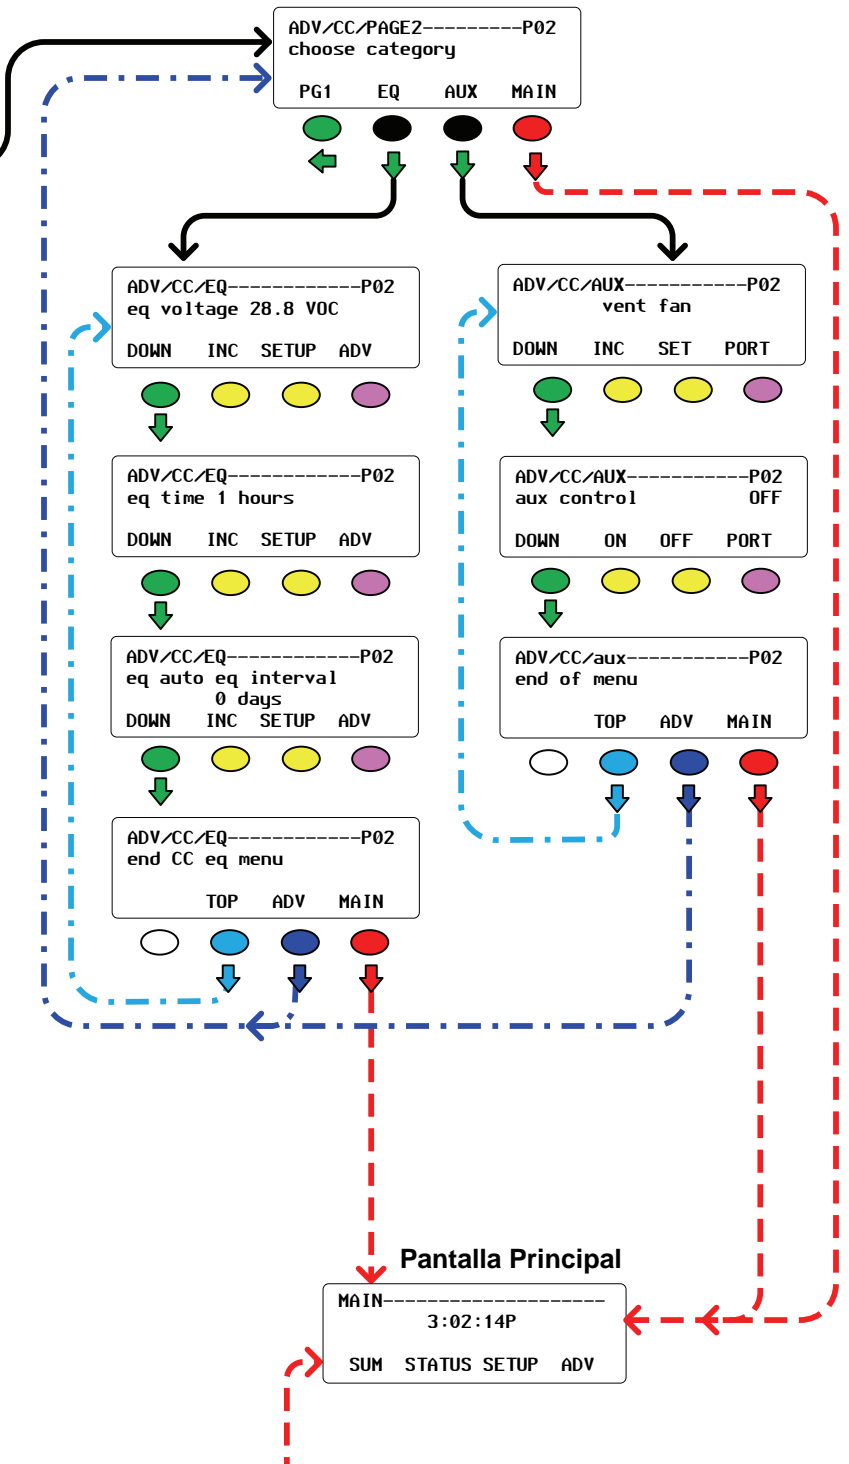 ADV/CC/PAGE2---------P02
choose category
PG1 EQ AUX MAIN
ADV/CC/EQ------------P02
eq voltage 28.8 VOC
DOWN INC SETUP ADV
ADV/CC/EQ------------P02
eq time 1 hours
DOWN INC SETUP ADV
ADV/CC/EQ------------P02
eq auto eq interval
0 days
DOWN INC SETUP ADV
ADV/CC/EQ------------P02
end CC eq menu
TOP ADV MAIN
ADV/CC/AUX-----------P02
vent fan
DOWN INC SET PORT
ADV/CC/AUX-----------P02
aux control OFF
DOWN ON OFF PORT
ADV/CC/aux-----------P02
end of menu
TOP ADV MAIN
Pantalla Principal
MAIN--------------------
3:02:14P
SUM STATUS SETUP ADV